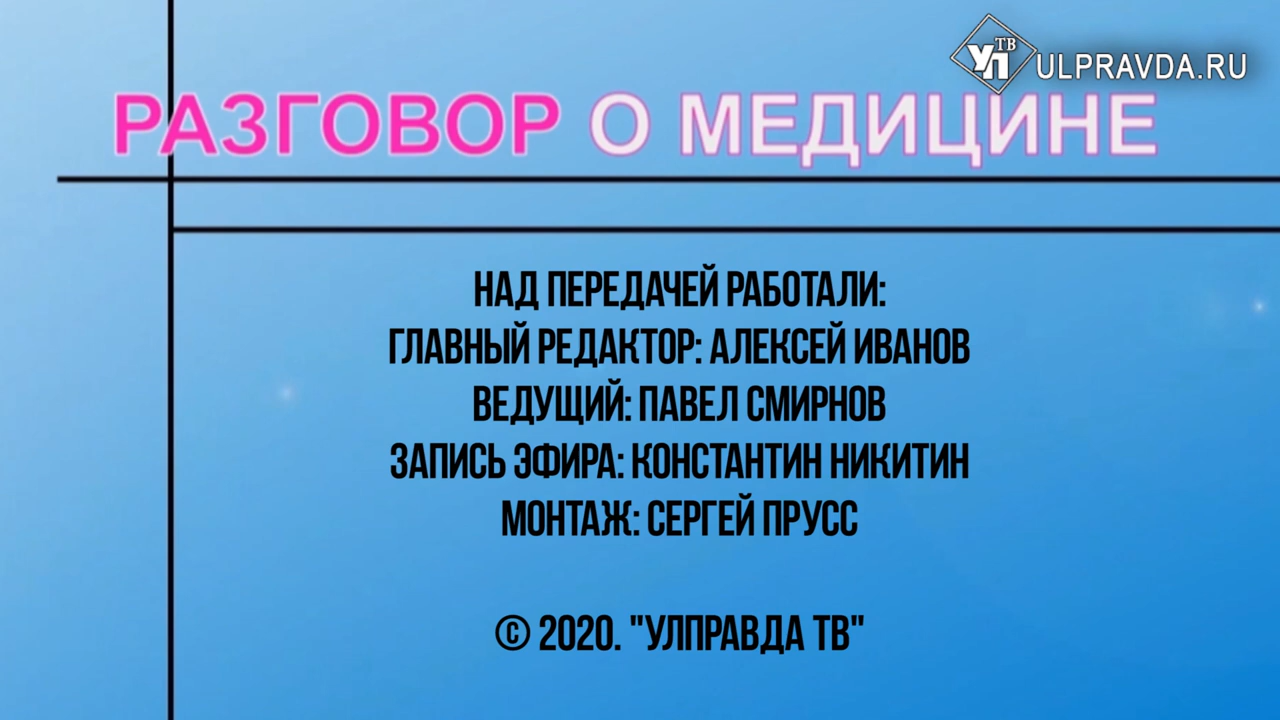 УП ТВ ULPRAVDA.RU
РАЗГОВОР О МЕДИЦИНЕ
НАД ПЕРЕДАЧЕЙ РАБОТАЛИ:
ГЛАВНЫЙ РЕДАКТОР: АЛЕКСЕЙ ИВАНОВ
ВЕДУЩИЙ: ПАВЕЛ СМИРНОВ
ЗАПИСЬ ЭФИРА: КОНСТАНТИН НИКИТИН
МОНТАЖ: СЕРГЕЙ ПРУСС
© 2020. "УЛПРАВДА ТВ"